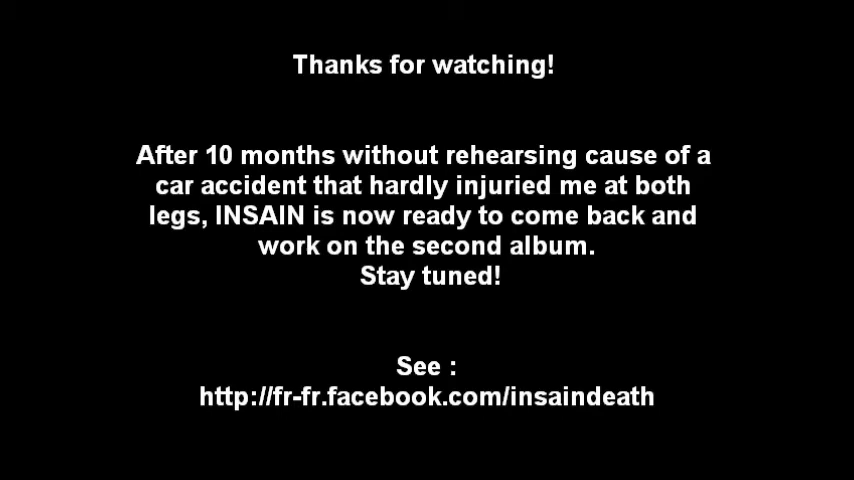 Thanks for watching!
After 10 months without rehearsing cause of a
car accident that hardly injuried me at both
legs, INSAIN is now ready to come back and
work on the second album.
Stay tuned!
See :
http://fr-fr.facebook.com/insaindeath